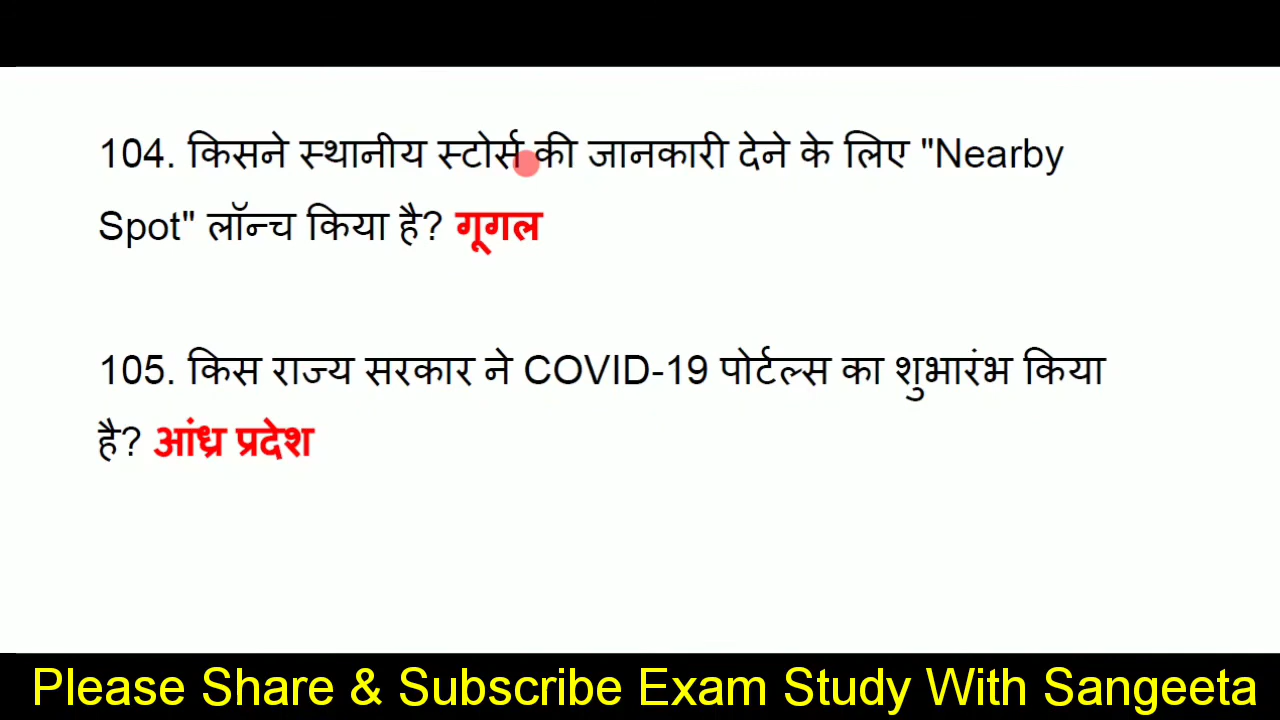 104. किसने स्थानीय स्टोर्स की जानकारी देने के लिए "Nearby
Spot" लॉन्च किया है? गूगल
105. किस राज्य सरकार ने COVID-19 पोर्टल्स का शुभारंभ किया
है? आंध्र प्रदेश
Please Share & Subscribe Exam Study With Sangeeta